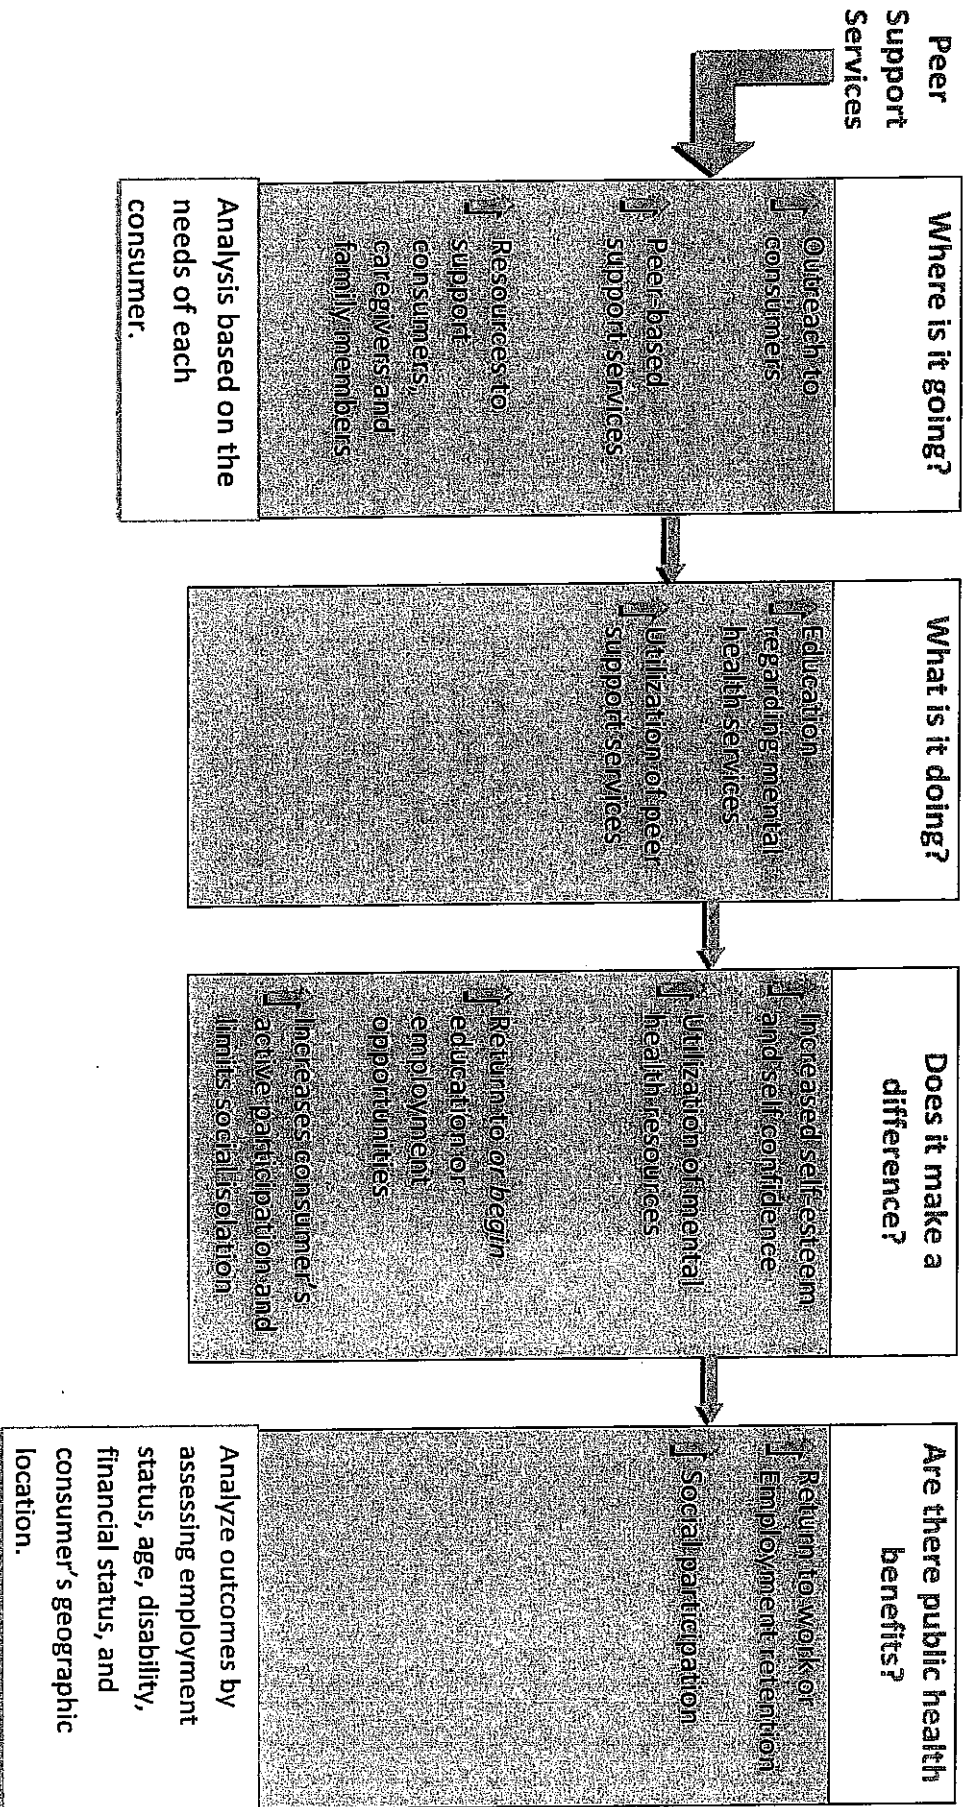 Peer
Support
Services
Where is it going?
Outreach to
consumers
Peer-based
support services
Resources to
support
consumers,
caregivers and
family members
Analysis based on the
needs of each
consumer.
What is it doing?
Education
regarding mental
health services
Utilization of peer
support services
Does it make a
difference?
Increased self-esteem
and self confidence
Utilization of mental
health resources
Return to or begin
education or
employment
opportunities
Increases consumer's
active participation and
limits social isolation
Are there public health
benefits?
Return to work or
Employment retention
Social participation
Analyze outcomes by
assessing employment
status, age, disability,
financial status, and
consumer's geographic
location.